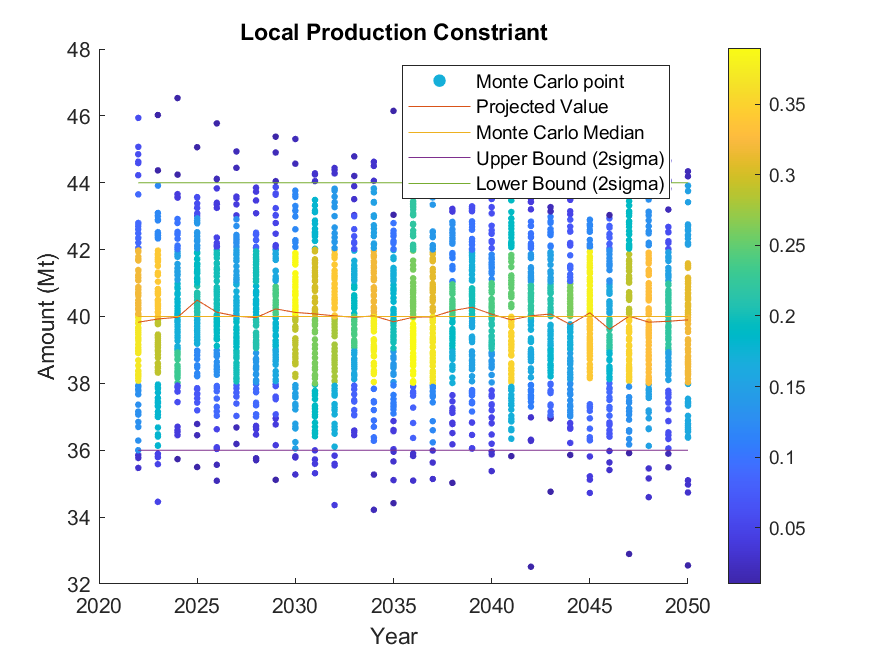 Local Production Constriant
48
46
44
42
40
38
36
34
32
Amount (Mt)
2020
2025
2030
2035
2040
2045
2050
Year
Monte Carlo point
Projected Value
Monte Carlo Median
Upper Bound (2sigma)
Lower Bound (2sigma)
0.35
0.3
0.25
0.2
0.15
0.1
0.05